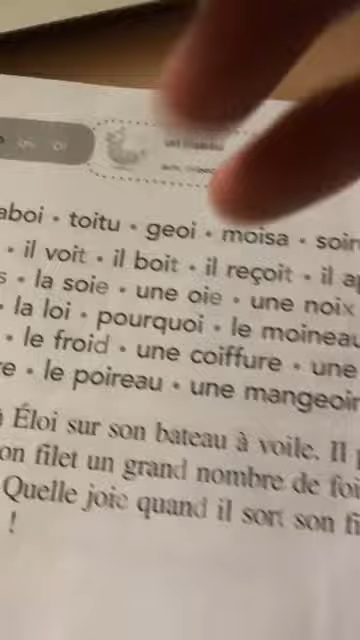 aboi • toitu • geoi • moisa • soin
• il voit • il boit • il reçoit • il a
• la soie • une oie • une noix
• la loi • pourquoi • le moineau
• le froid • une coiffure • une
• le poireau • une mangeoir
Éloi sur son bateau à voile. Il
on filet un grand nombre de foi
Quelle joie quand il sort son fi
!